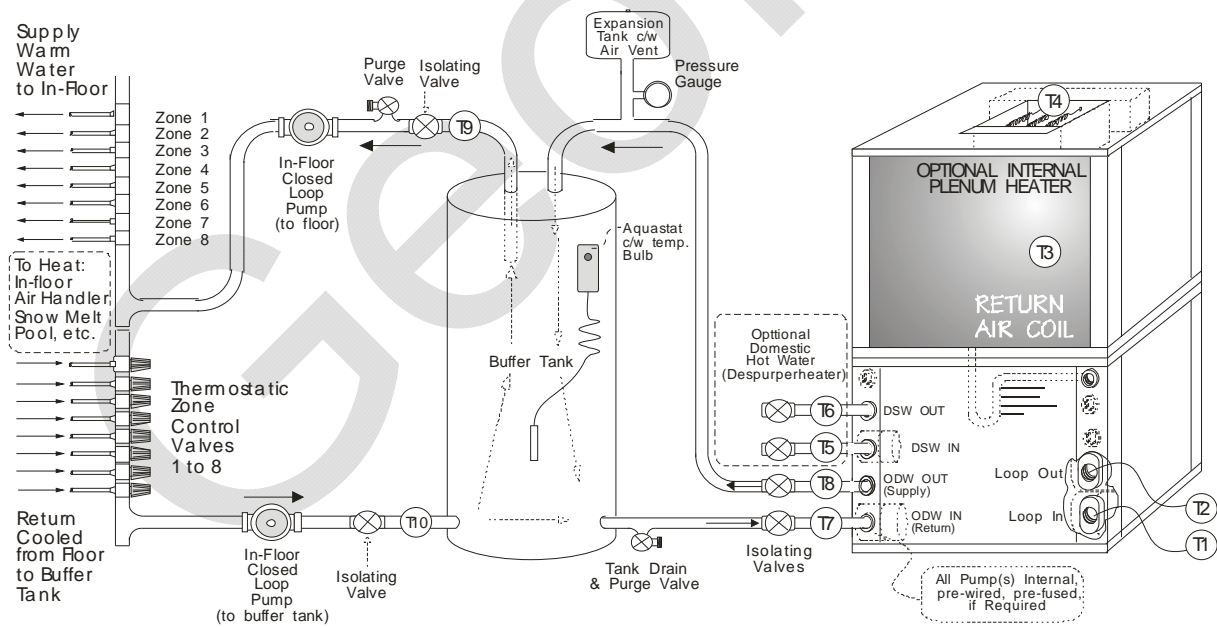 Supply
Warm
Water
to In-Floor
Zone 1
Zone 2
Zone 3
Zone 4
Zone 5
Zone 6
Zone 7
Zone 8
To Heat:
In-floor
Air Handler
Snow Melt
Pool, etc.
Thermostatic
Zone
Control
Valves
1 to 8
Return
Cooled
from Floor
to Buffer
Tank
Purge
Valve
Isolating
Valve
T9
In-Floor
Closed
Loop
Pump
(to floor)
In-Floor
Closed
Loop
Pump
(to buffer tank)
Isolating
Valve
T10
Expansion
Tank c/w
Air Vent
Pressure
Gauge
Aquastat
c/w temp.
Bulb
Buffer Tank
Tank Drain
& Purge Valve
Optional
Domestic
Hot Water
(Despurperheater)
T6
T5
T8
T7
Isolating
Valves
T4
OPTIONAL INTERNAL
PLENUM HEATER
T3
RETURN
AIR COIL
DSW OUT
DSW IN
ODW OUT
(Supply)
ODW IN
(Return)
Loop Out
Loop In
T2
T1
All Pump(s) Internal,
pre-wired, pre-fused,
if Required
Geo